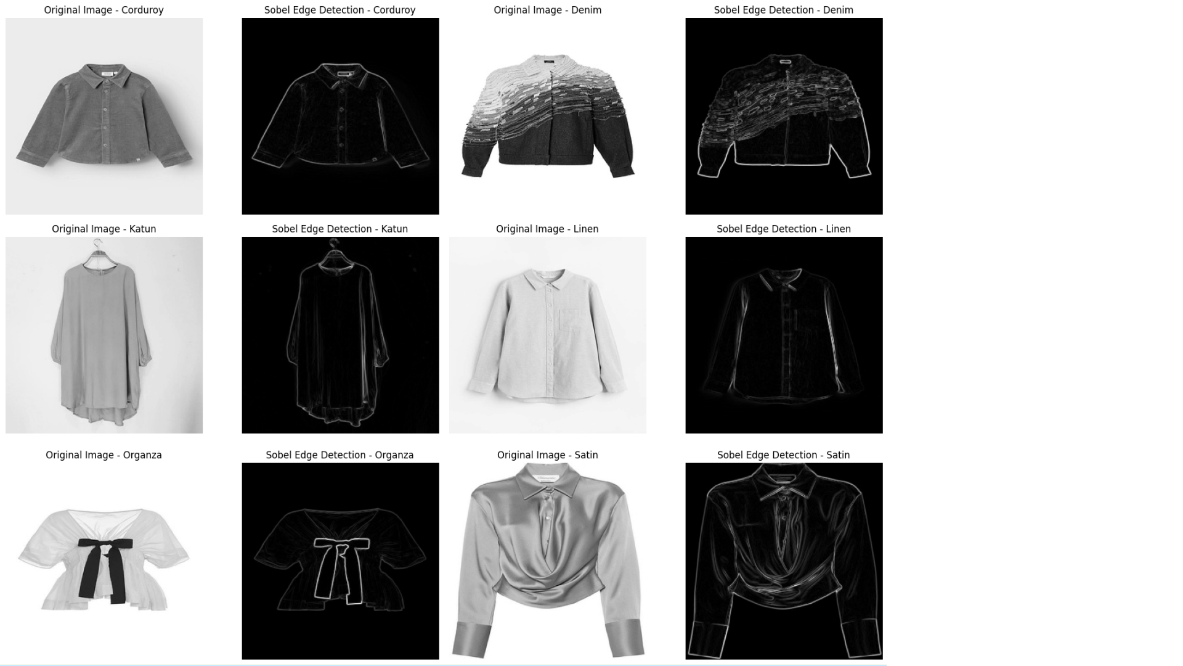 Original Image - Corduroy
Sobel Edge Detection - Corduroy
Original Image - Denim
Sobel Edge Detection - Denim
Original Image - Katun
Sobel Edge Detection - Katun
Original Image - Linen
Sobel Edge Detection - Linen
Original Image - Organza
Sobel Edge Detection - Organza
Original Image - Satin
Sobel Edge Detection - Satin